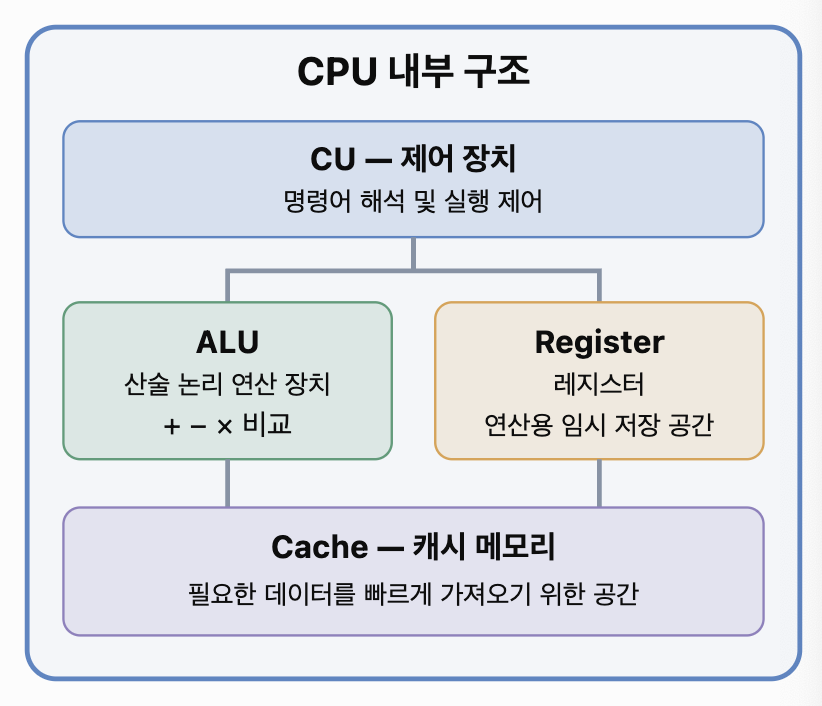 CPU 내부 구조
CU — 제어 장치
명령어 해석 및 실행 제어
ALU
산술 논리 연산 장치
+ − × 비교
Register
레지스터
연산용 임시 저장 공간
Cache — 캐시 메모리
필요한 데이터를 빠르게 가져오기 위한 공간